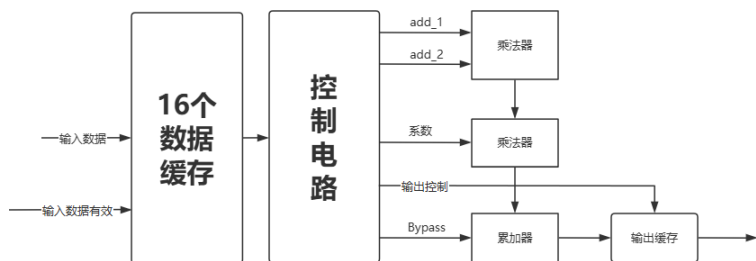 输入数据
输入数据有效
16个
数据
缓存
控
制
电
路
add_1
add_2
系数
输出控制
Bypass
乘法器
乘法器
累加器
输出缓存